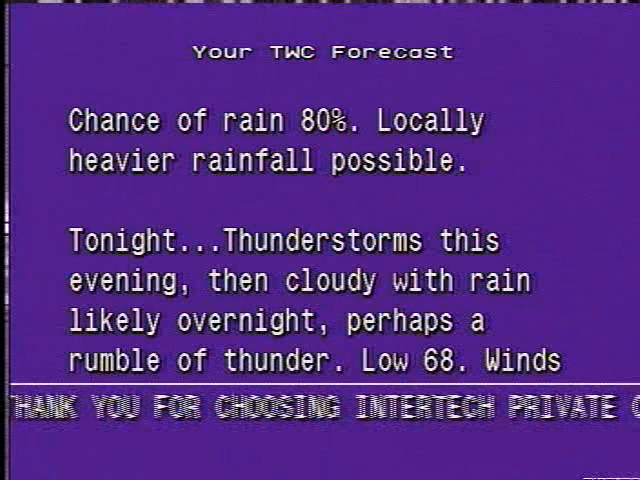 Your TWC Forecast
Chance of rain 80%. Locally
heavier rainfall possible.
Tonight...Thunderstorms this
evening, then cloudy with rain
likely overnight, perhaps a
rumble of thunder. Low 68. Winds
THANK YOU FOR CHOOSING INTERTECH PRIVATE